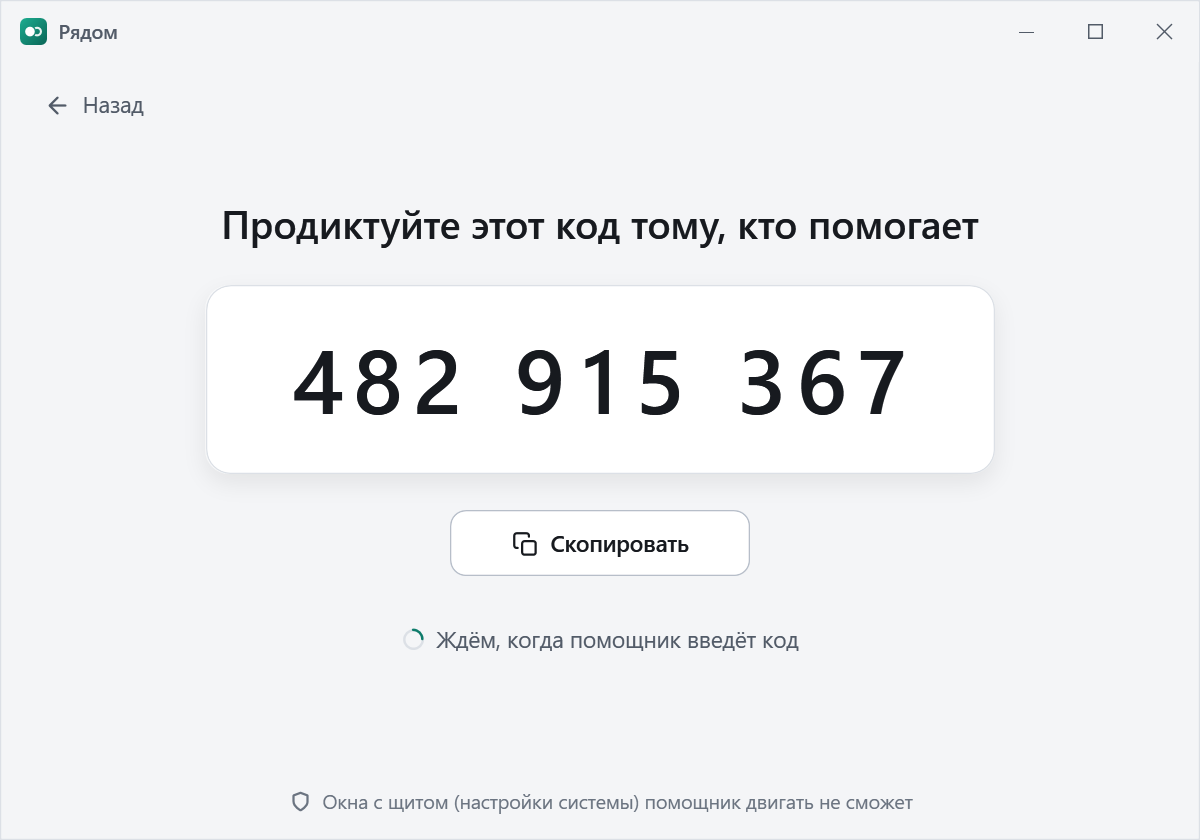 Рядом
Назад
Продиктуйте этот код тому, кто помогает
482 915 367
Скопировать
Ждём, когда помощник введёт код
Окна с щитом (настройки системы) помощник двигать не сможет